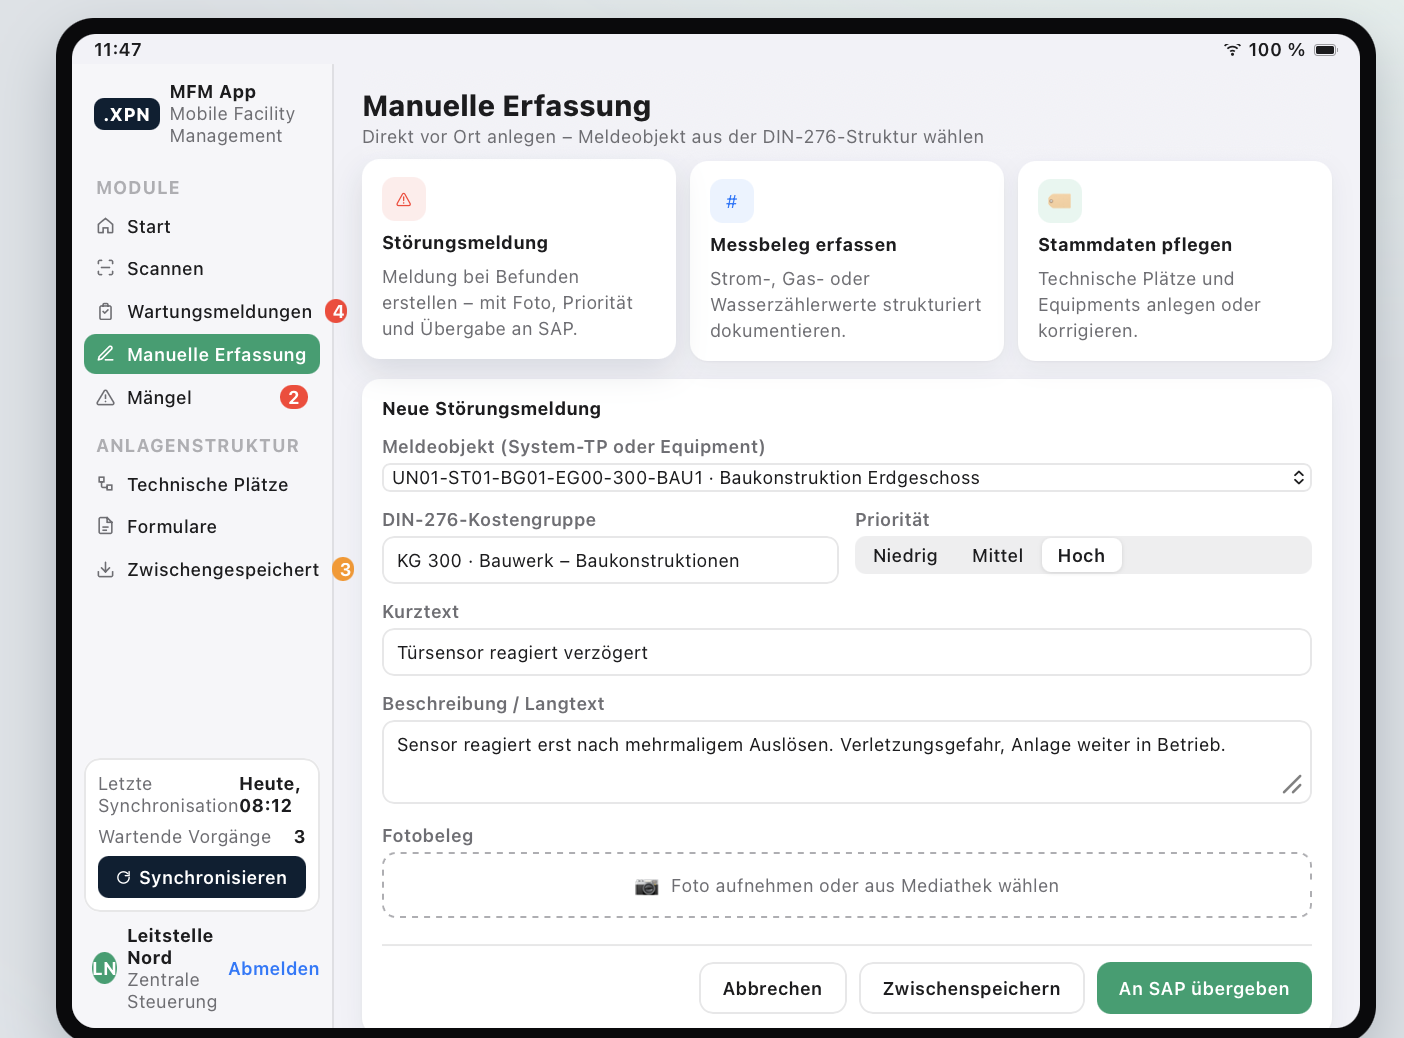 11:47
100 %
.XPN
MFM App
Mobile Facility
Management
MODULE
Start
Scannen
Wartungsmeldungen 4
Manuelle Erfassung
Mängel 2
ANLAGENSTRUKTUR
Technische Plätze
Formulare
Zwischengespeichert 3
Letzte Synchronisation Heute, 08:12
Wartende Vorgänge 3
Synchronisieren
LN
Leitstelle
Nord
Zentrale
Steuerung
Abmelden
Manuelle Erfassung
Direkt vor Ort anlegen – Meldeobjekt aus der DIN-276-Struktur wählen
Störungsmeldung
Meldung bei Befunden
erstellen – mit Foto, Priorität
und Übergabe an SAP.
#
Messbeleg erfassen
Strom-, Gas- oder
Wasserzählerwerte strukturiert
dokumentieren.
Stammdaten pflegen
Technische Plätze und
Equipments anlegen oder
korrigieren.
Neue Störungsmeldung
Meldeobjekt (System-TP oder Equipment)
UN01-ST01-BG01-EG00-300-BAU1 · Baukonstruktion Erdgeschoss
DIN-276-Kostengruppe
KG 300 · Bauwerk – Baukonstruktionen
Priorität
Niedrig Mittel Hoch
Kurztext
Türsensor reagiert verzögert
Beschreibung / Langtext
Sensor reagiert erst nach mehrmaligem Auslösen. Verletzungsgefahr, Anlage weiter in Betrieb.
Fotobeleg
Foto aufnehmen oder aus Mediathek wählen
Abbrechen
Zwischenspeichern
An SAP übergeben